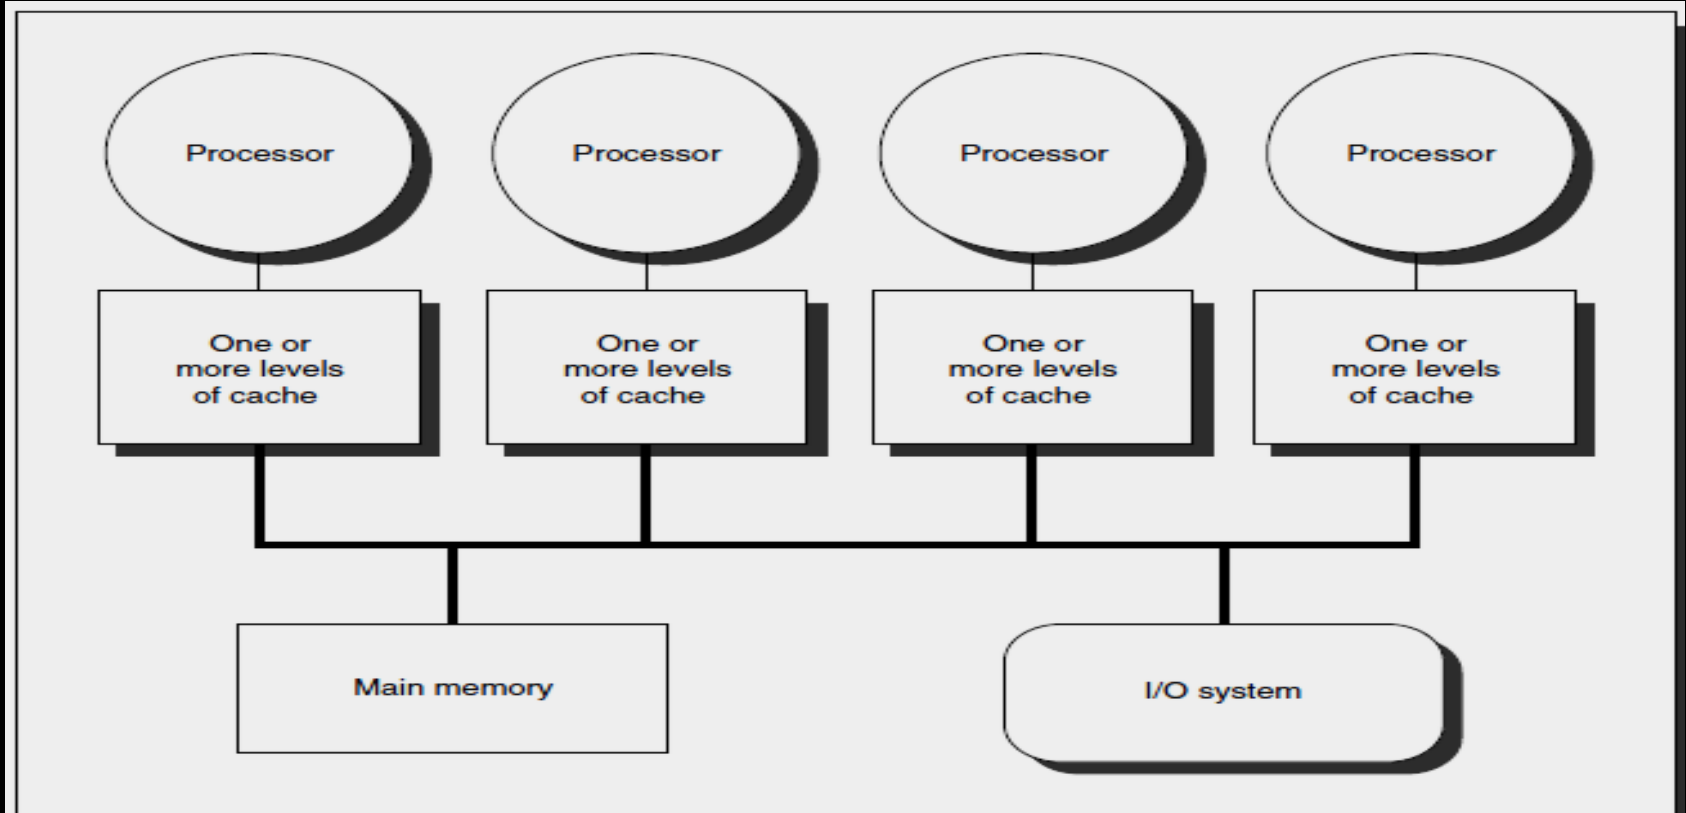 Processor
Processor
Processor
Processor
One or
more levels
of cache
One or
more levels
of cache
One or
more levels
of cache
One or
more levels
of cache
Main memory
I/O system